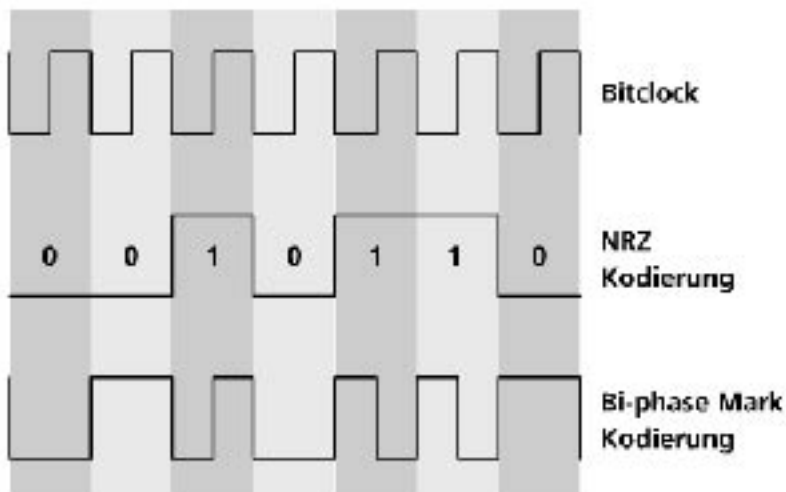 Bitclock
0 0 1 0 1 1 0
NRZ
Kodierung
Bi-phase Mark
Kodierung